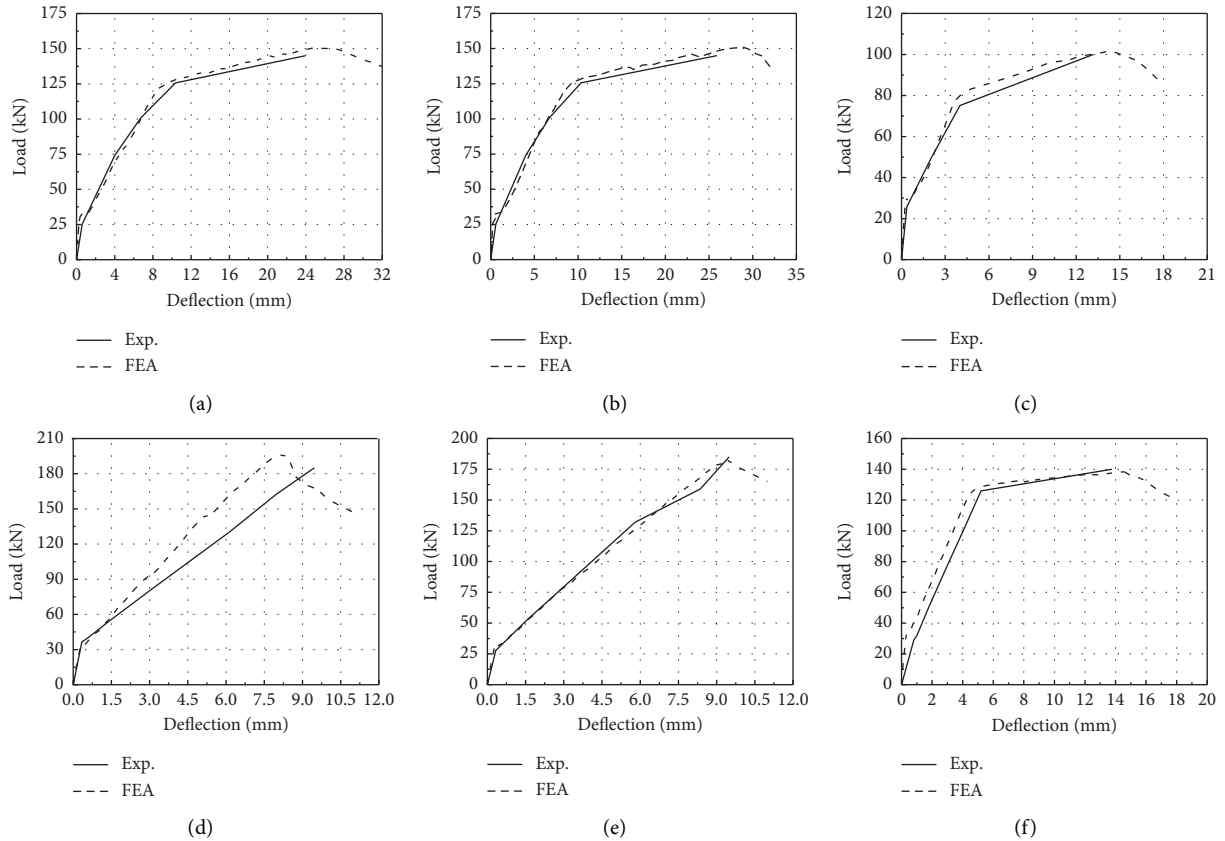 175
150
125
100
75
50
25
0
Load (kN)
0 4 8 12 16 20 24 28 32
Deflection (mm)
Exp.
FEA
(a)
175
150
125
100
75
50
25
0
Load (kN)
0 5 10 15 20 25 30 35
Deflection (mm)
Exp.
FEA
(b)
120
100
80
60
40
20
0
Load (kN)
0 3 6 9 12 15 18 21
Deflection (mm)
Exp.
FEA
(c)
210
180
150
120
90
60
30
0
Load (kN)
0.0 1.5 3.0 4.5 6.0 7.5 9.0 10.5 12.0
Deflection (mm)
Exp.
FEA
(d)
200
175
150
125
100
75
50
25
0
Load (kN)
0.0 1.5 3.0 4.5 6.0 7.5 9.0 10.5 12.0
Deflection (mm)
Exp.
FEA
(e)
160
140
120
100
80
60
40
20
0
Load (kN)
0 2 4 6 8 10 12 14 16 18 20
Deflection (mm)
Exp.
FEA
(f)